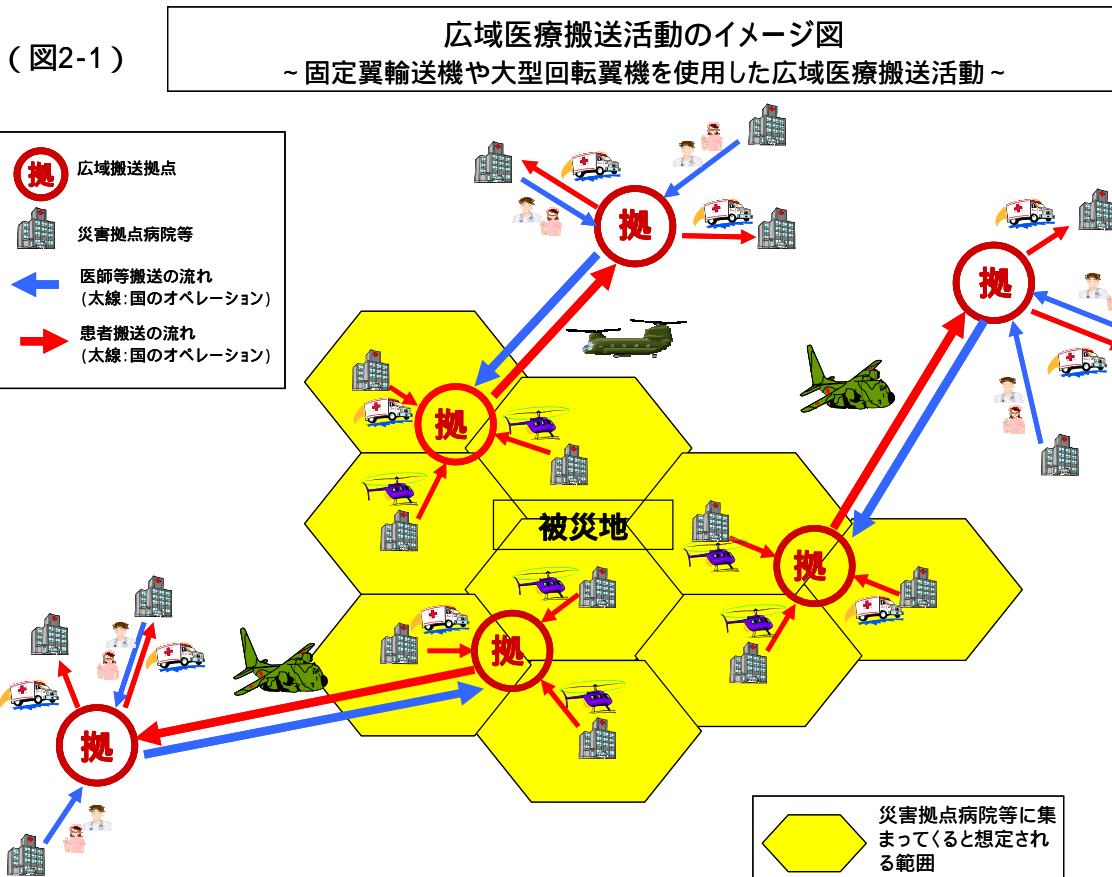 （図2-1）
広域医療搬送活動のイメージ図
~固定翼輸送機や大型回転翼機を使用した広域医療搬送活動~
拠
広域搬送拠点
災害拠点病院等
医師等搬送の流れ
(太線:国のオペレーション)
患者搬送の流れ
(太線:国のオペレーション)
拠
拠
拠
被災地
拠
拠
拠
災害拠点病院等に集
まってくると想定され
る範囲